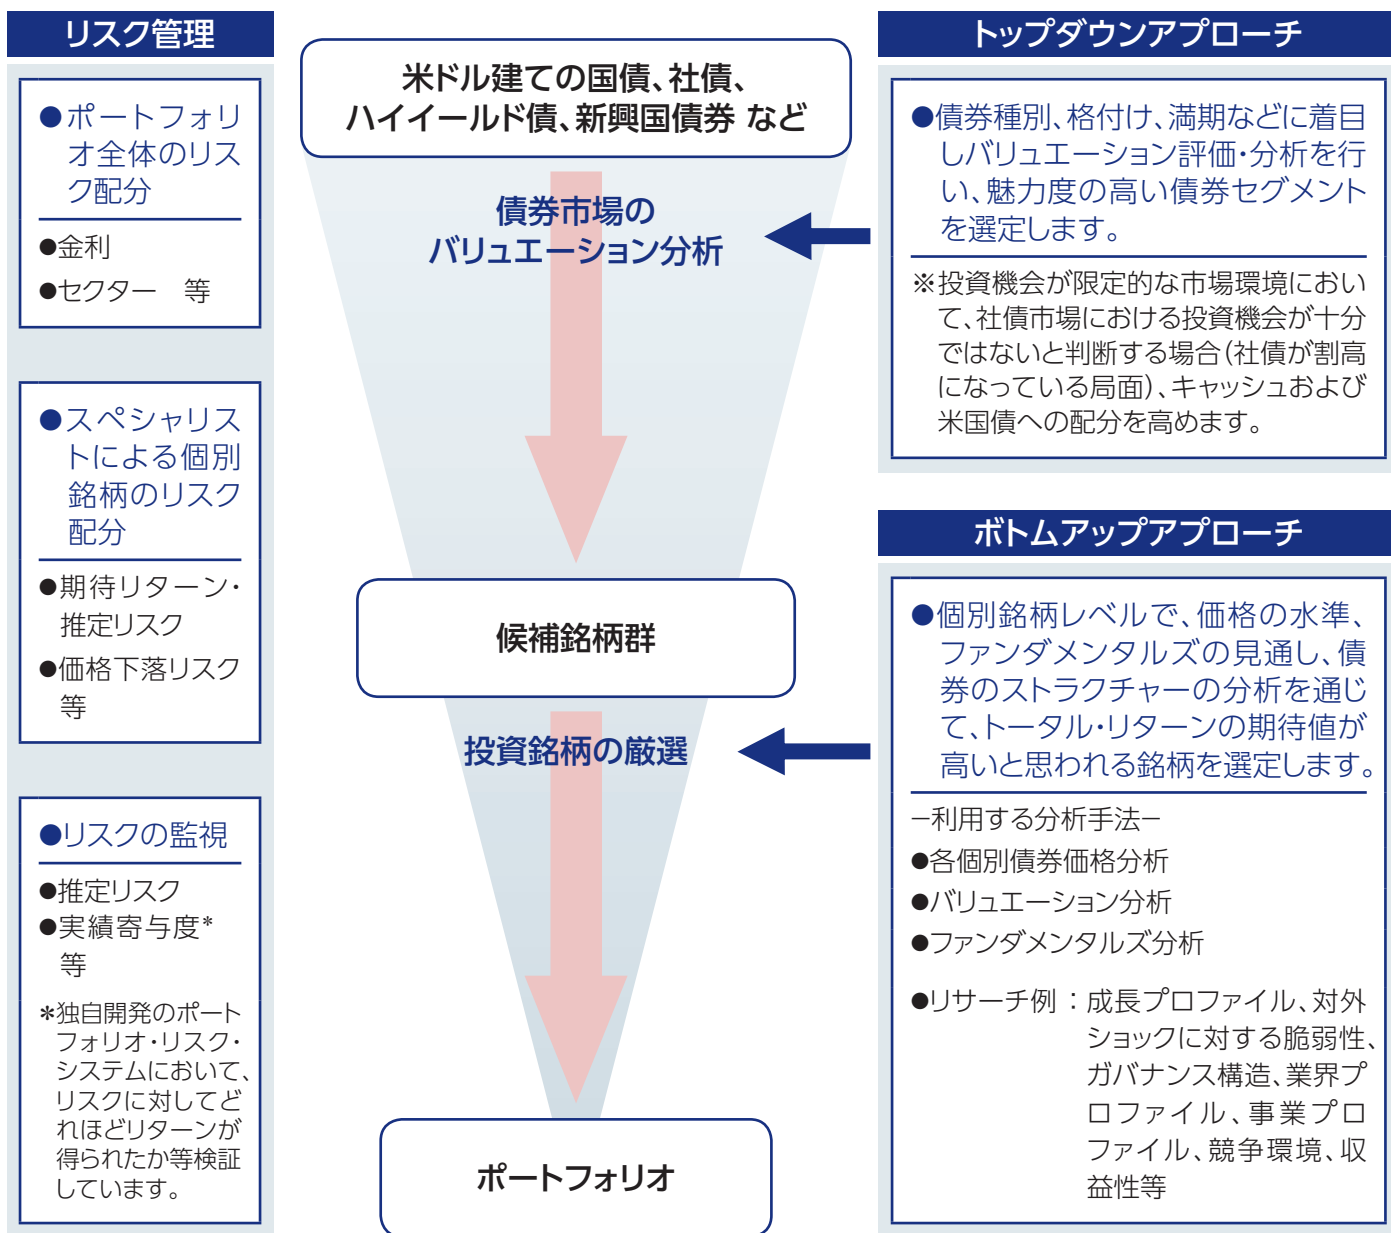 リスク管理
●ポートフォリ
オ全体のリス
ク配分
●金利
●セクター　等
●スペシャリス
トによる個別
銘柄のリスク
配分
●期待リターン・
推定リスク
●価格下落リスク
等
●リスクの監視
●推定リスク
●実績寄与度*
等
*独自開発のポート
フォリオ・リスク・
システムにおいて、
リスクに対してど
れほどリターンが
得られたか等検証
しています。
米ドル建ての国債、社債、
ハイイールド債、新興国債券 など
債券市場の
バリュエーション分析
候補銘柄群
投資銘柄の厳選
ポートフォリオ
トップダウンアプローチ
●債券種別、格付け、満期などに着目
しバリュエーション評価・分析を行
い、魅力度の高い債券セグメント
を選定します。
※投資機会が限定的な市場環境におい
て、社債市場における投資機会が十分
ではないと判断する場合(社債が割高
になっている局面)、キャッシュおよび
米国債への配分を高めます。
ボトムアップアプローチ
●個別銘柄レベルで、価格の水準、
ファンダメンタルズの見通し、債
券のストラクチャーの分析を通じ
て、トータル・リターンの期待値が
高いと思われる銘柄を選定します。
−利用する分析手法−
●各個別債券価格分析
●バリュエーション分析
●ファンダメンタルズ分析
●リサーチ例：成長プロファイル、対外
ショックに対する脆弱性、
ガバナンス構造、業界プ
ロファイル、事業プロ
ファイル、競争環境、収
益性等